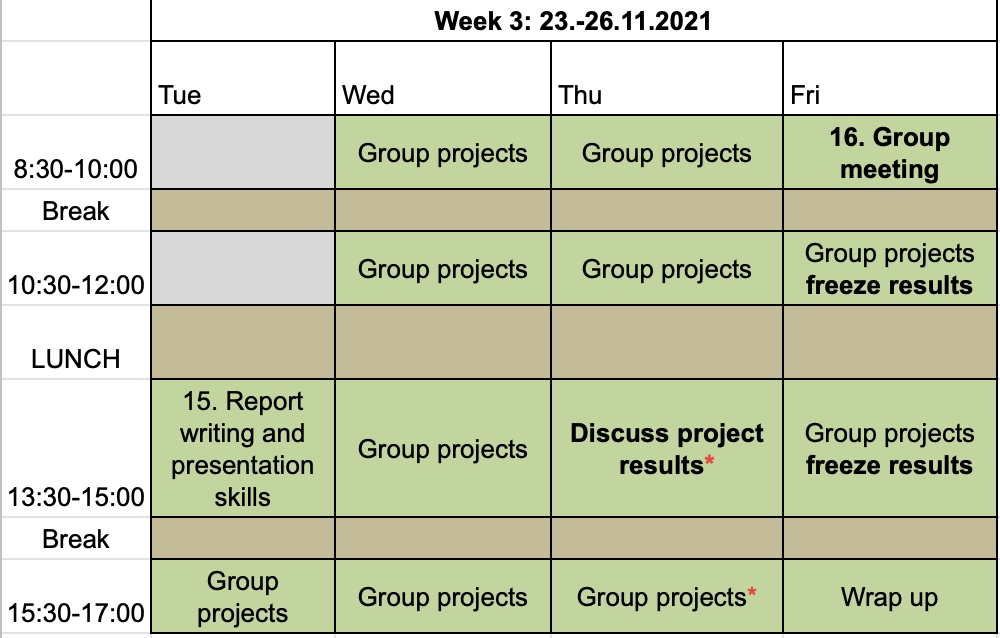 Week 3: 23.-26.11.2021
Tue
Wed
Thu
Fri
8:30-10:00
Group projects
Group projects
16. Group
meeting
Break
10:30-12:00
Group projects
Group projects
Group projects
freeze results
LUNCH
13:30-15:00
15. Report
writing and
presentation
skills
Group projects
Discuss project
results*
Group projects
freeze results
Break
15:30-17:00
Group
projects
Group projects
Group projects*
Wrap up